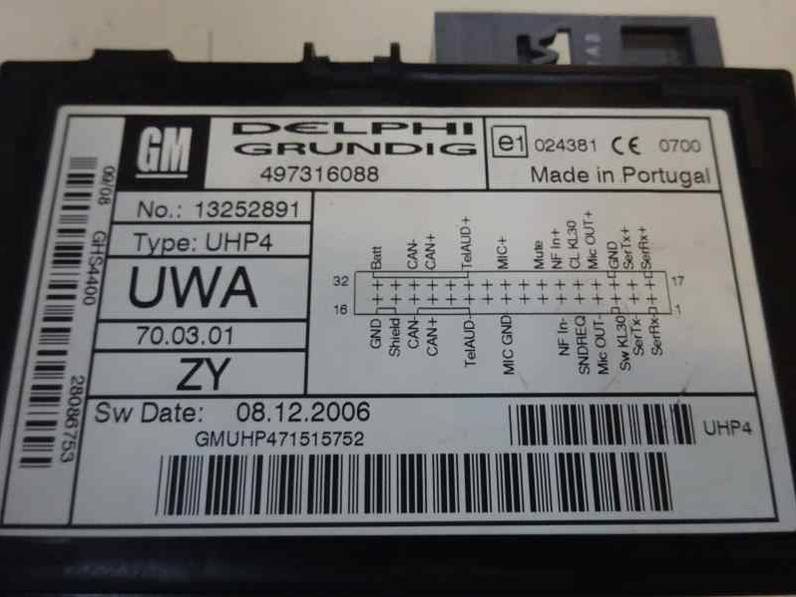 GM
DELPHI
GRUNDIG
497316088
e1 024381 CE 0700
Made in Portugal
No.: 13252891
Type: UHP4
UWA
70.03.01
ZY
Batt CAN- CAN+ TelAUD+ MIC+ Mute NF In+ CL KL30 Mic OUT+ GND SerTx+ SerRx+
32 17
16 1
GND Shield CAN- CAN+ TelAUD- MIC GND NF In- SNDREQ Mic OUT- Sw KL30 SerTx- SerRx-
Sw Date: 08.12.2006
GMUHP471515752
UHP4
09/08 GHS4400 28086753